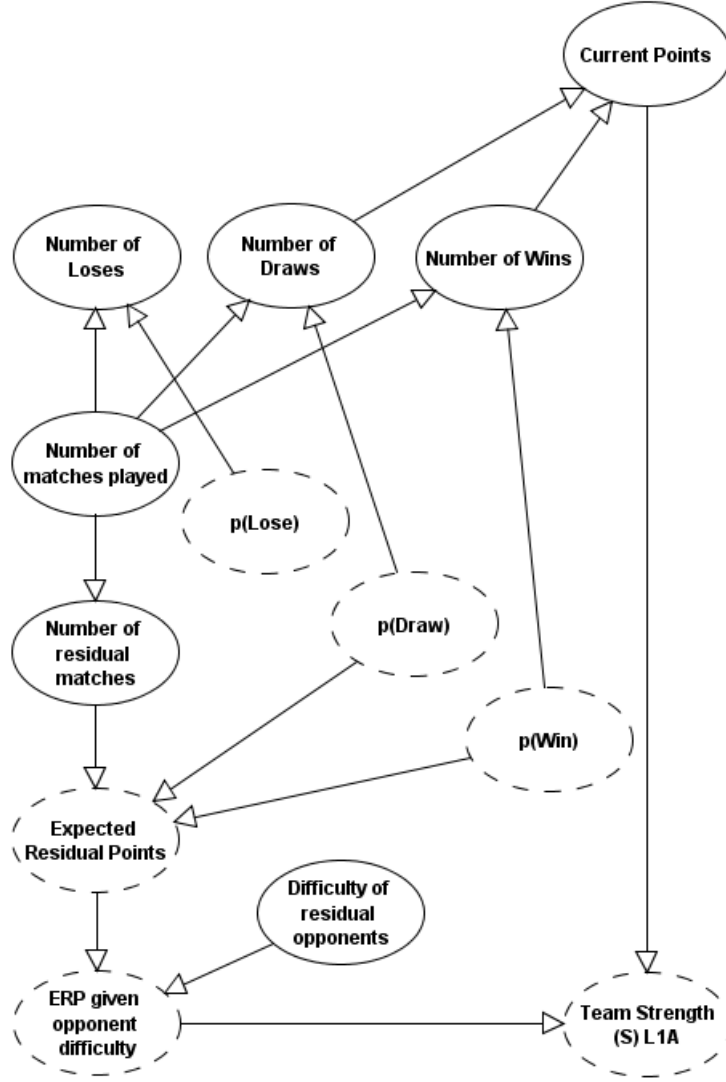 Current Points
Number of
Loses
Number of
Draws
Number of Wins
Number of
matches played
p(Lose)
Number of
residual
matches
p(Draw)
p(Win)
Expected
Residual Points
Difficulty of
residual
opponents
ERP given
opponent
difficulty
Team Strength
(S) L1A